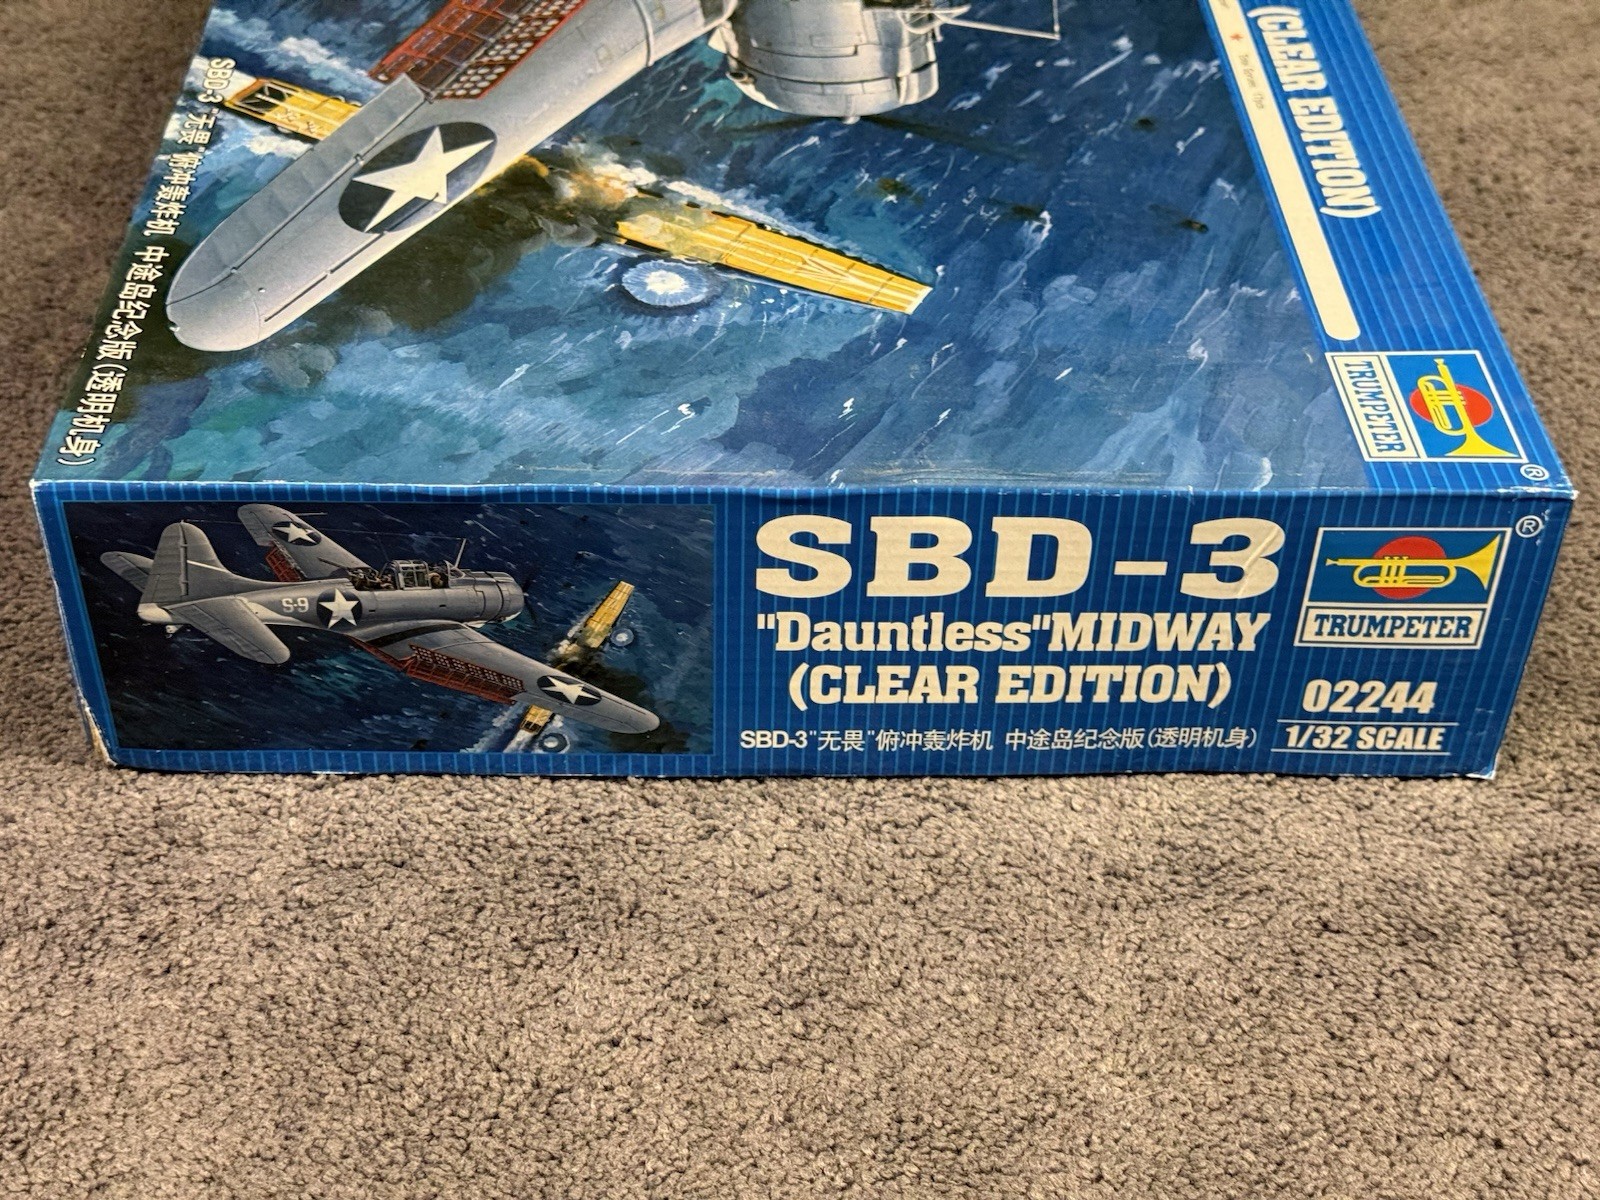 (CLEAR EDITION)
SBD-3"无畏"俯冲轰炸机 中途岛纪念版(透明机身)
TRUMPETER
®
S-9
SBD-3
"Dauntless"MIDWAY
(CLEAR EDITION)
SBD-3"无畏"俯冲轰炸机 中途岛纪念版(透明机身)
®
TRUMPETER
02244
1/32 SCALE